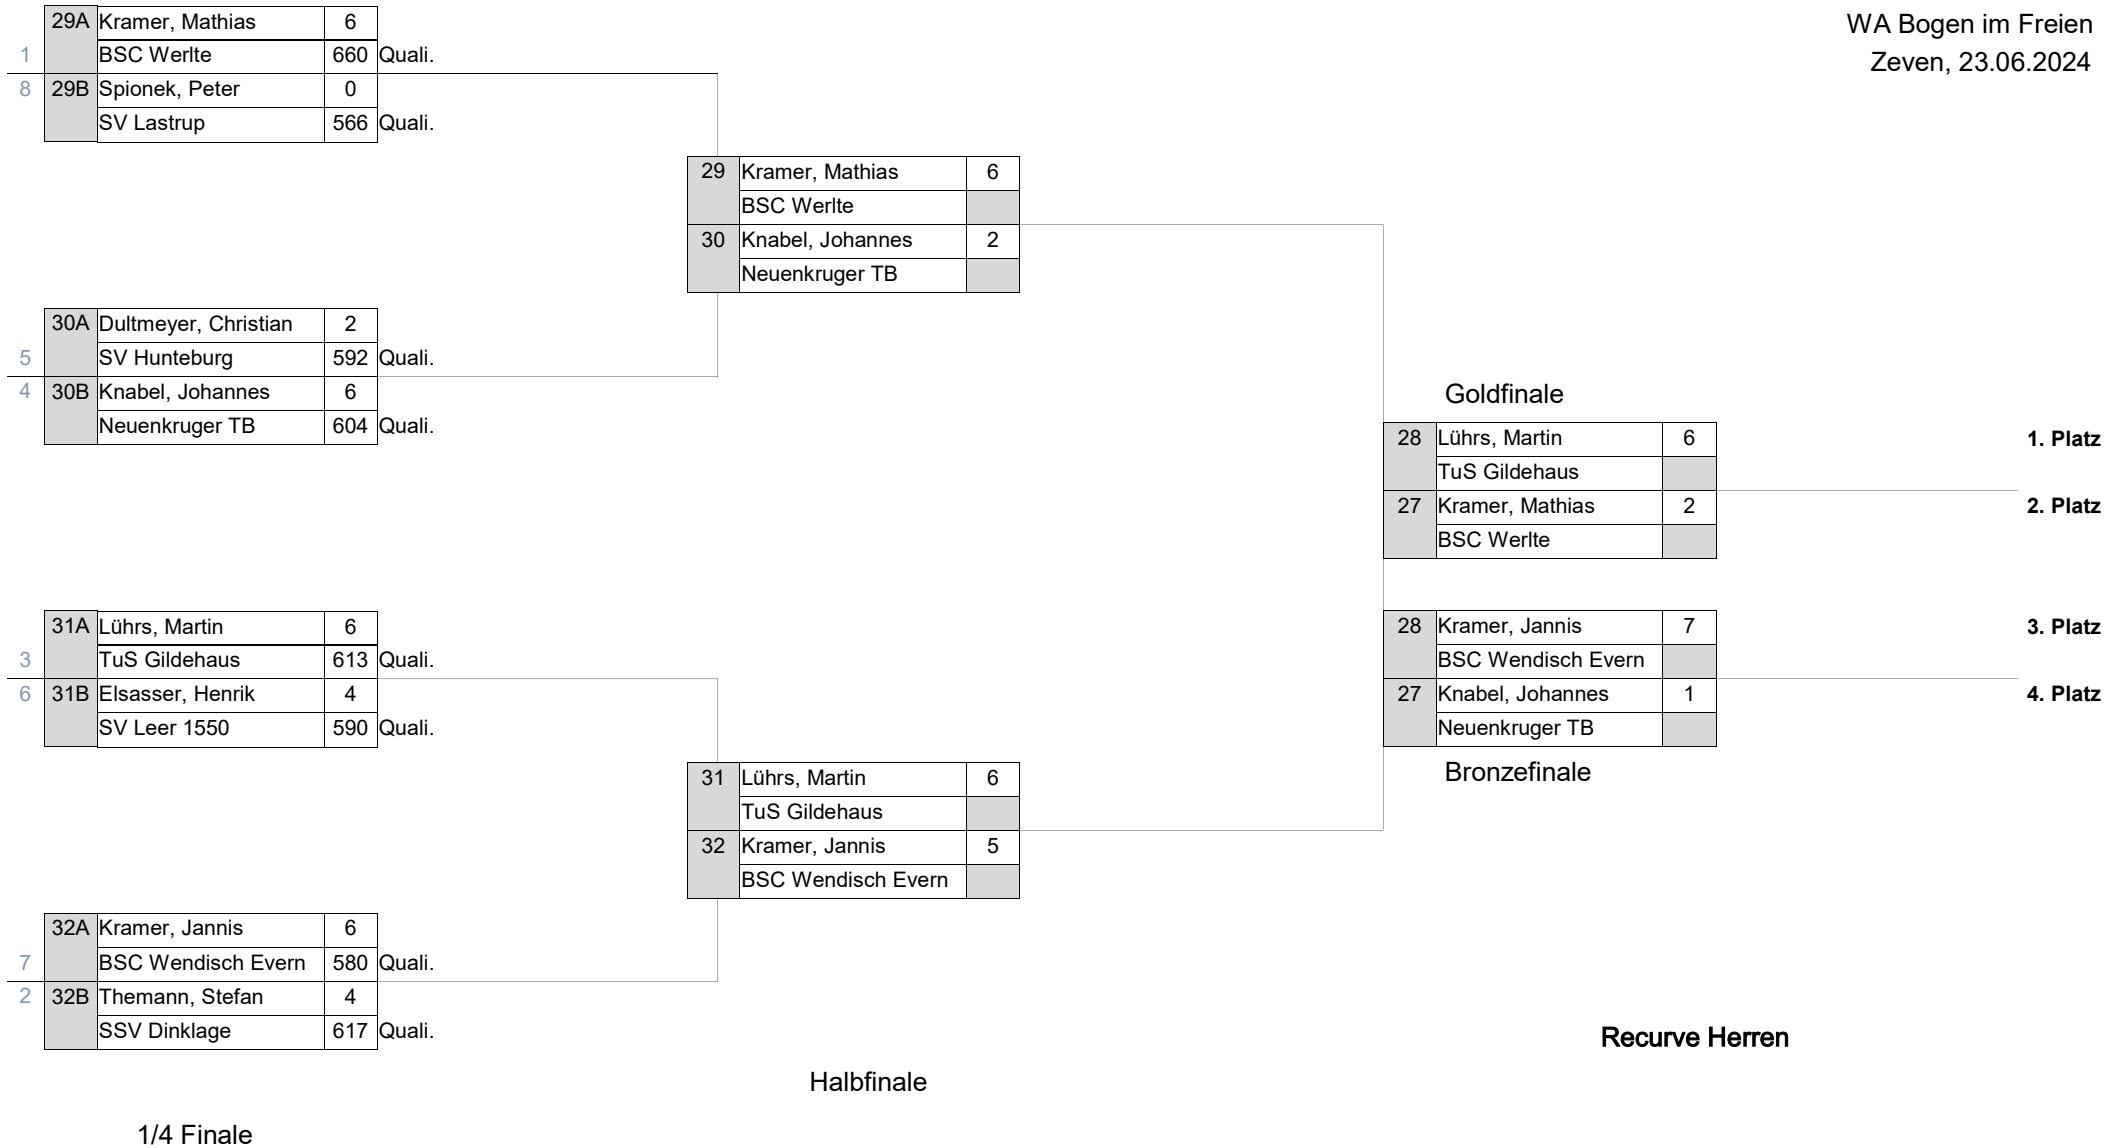 WA Bogen im Freien
Zeven, 23.06.2024
29A Kramer, Mathias 6
1 BSC Werlte 660 Quali.
8 29B Spionek, Peter 0
SV Lastrup 566 Quali.
29 Kramer, Mathias 6
BSC Werlte
30 Knabel, Johannes 2
Neuenkruger TB
30A Dultmeyer, Christian 2
5 SV Hunteburg 592 Quali.
4 30B Knabel, Johannes 6
Neuenkruger TB 604 Quali.
Goldfinale
28 Lührs, Martin 6 1. Platz
TuS Gildehaus
27 Kramer, Mathias 2 2. Platz
BSC Werlte
31A Lührs, Martin 6
3 TuS Gildehaus 613 Quali.
6 31B Elsasser, Henrik 4
SV Leer 1550 590 Quali.
28 Kramer, Jannis 7 3. Platz
BSC Wendisch Evern
27 Knabel, Johannes 1 4. Platz
Neuenkruger TB
Bronzefinale
31 Lührs, Martin 6
TuS Gildehaus
32 Kramer, Jannis 5
BSC Wendisch Evern
32A Kramer, Jannis 6
7 BSC Wendisch Evern 580 Quali.
2 32B Themann, Stefan 4
SSV Dinklage 617 Quali.
Recurve Herren
Halbfinale
1/4 Finale